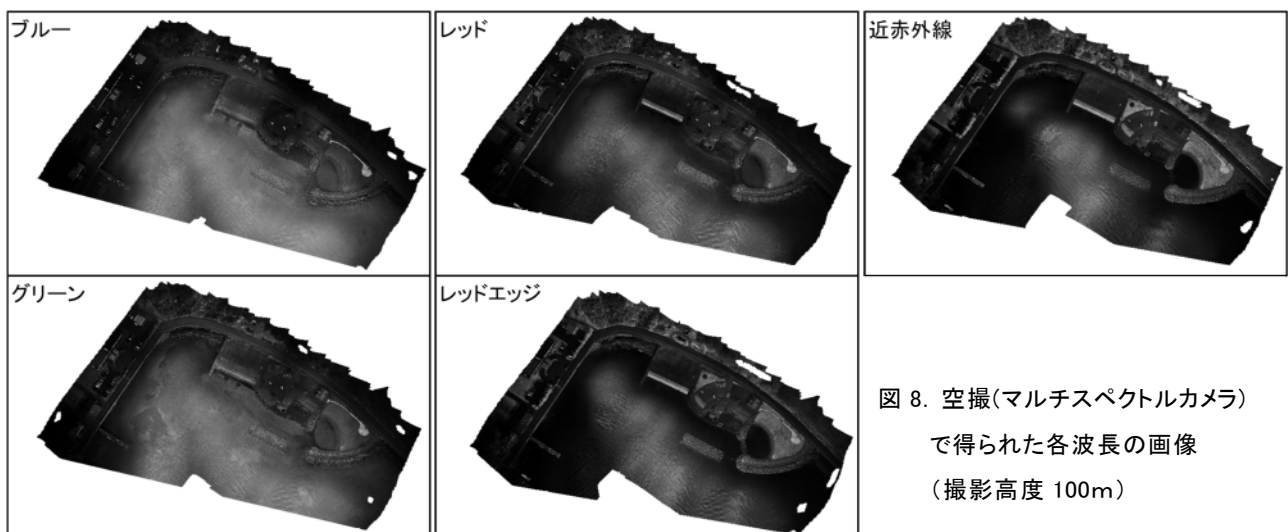 ブルー
レッド
近赤外線
グリーン
レッドエッジ
図 8. 空撮(マルチスペクトルカメラ)
で得られた各波長の画像
(撮影高度 100m)